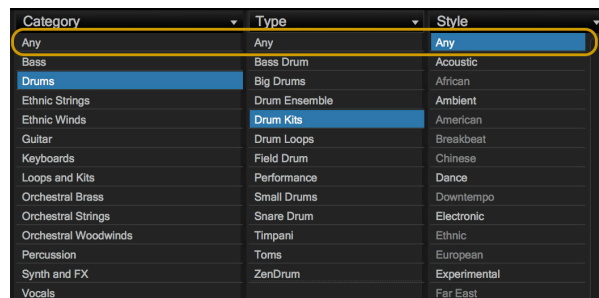 Category Type Style
Any Any Any
Bass Bass Drum Acoustic
Drums Big Drums African
Ethnic Strings Drum Ensemble Ambient
Ethnic Winds Drum Kits American
Guitar Drum Loops Breakbeat
Keyboards Field Drum Chinese
Loops and Kits Performance Dance
Orchestral Brass Small Drums Downtempo
Orchestral Strings Snare Drum Electronic
Orchestral Woodwinds Timpani Ethnic
Percussion Toms European
Synth and FX ZenDrum Experimental
Vocals Far East